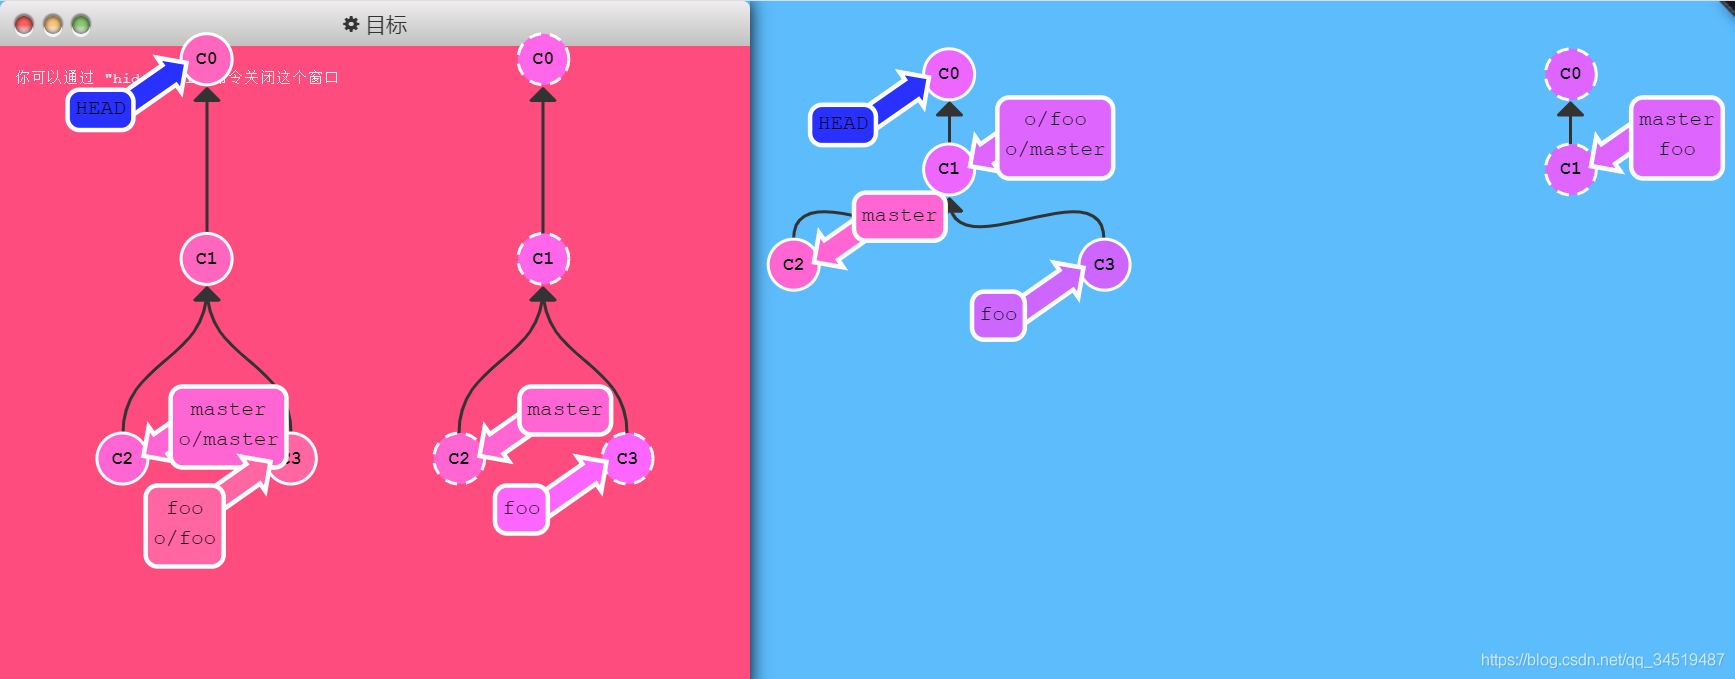 目标
你可以通过 "hid 命令关闭这个窗口
C0
HEAD
C1
master
o/master
C2
C3
foo
o/foo
C0
C1
master
C2
C3
foo
C0
HEAD
o/foo
o/master
C1
master
C2
C3
foo
C0
master
foo
C1
https://blog.csdn.net/qq_34519487